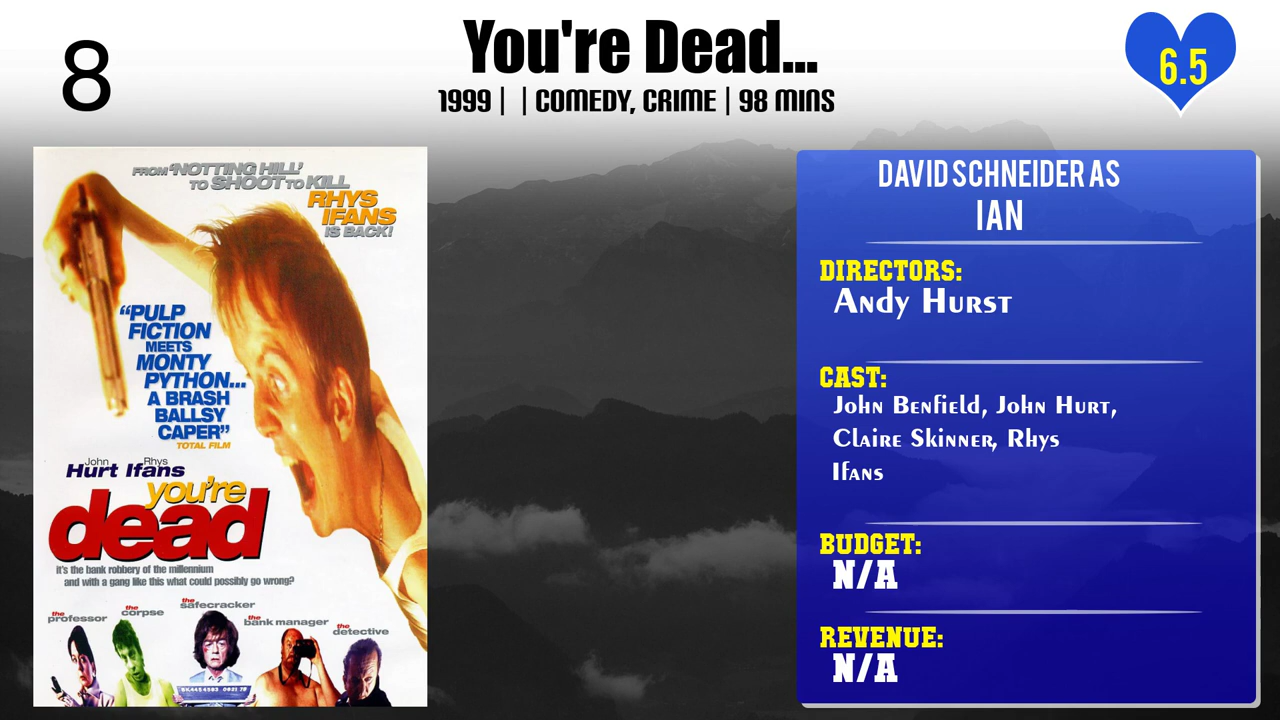 8
You're Dead...
1999 | | COMEDY, CRIME | 98 MINS
6.5
FROM 'NOTTING HILL'
TO SHOOT TO KILL
RHYS
IFANS
IS BACK!
"PULP
FICTION
MEETS
MONTY
PYTHON...
A BRASH
BALLSY
CAPER"
TOTAL FILM
John Rhys
Hurt Ifans
you're
dead
it's the bank robbery of the millennium
and with a gang like this what could possibly go wrong?
the professor
the corpse
the safecracker
the bank manager
the detective
DAVID SCHNEIDER AS
IAN
DIRECTORS:
Andy Hurst
CAST:
John Benfield, John Hurt,
Claire Skinner, Rhys
Ifans
BUDGET:
N/A
REVENUE:
N/A